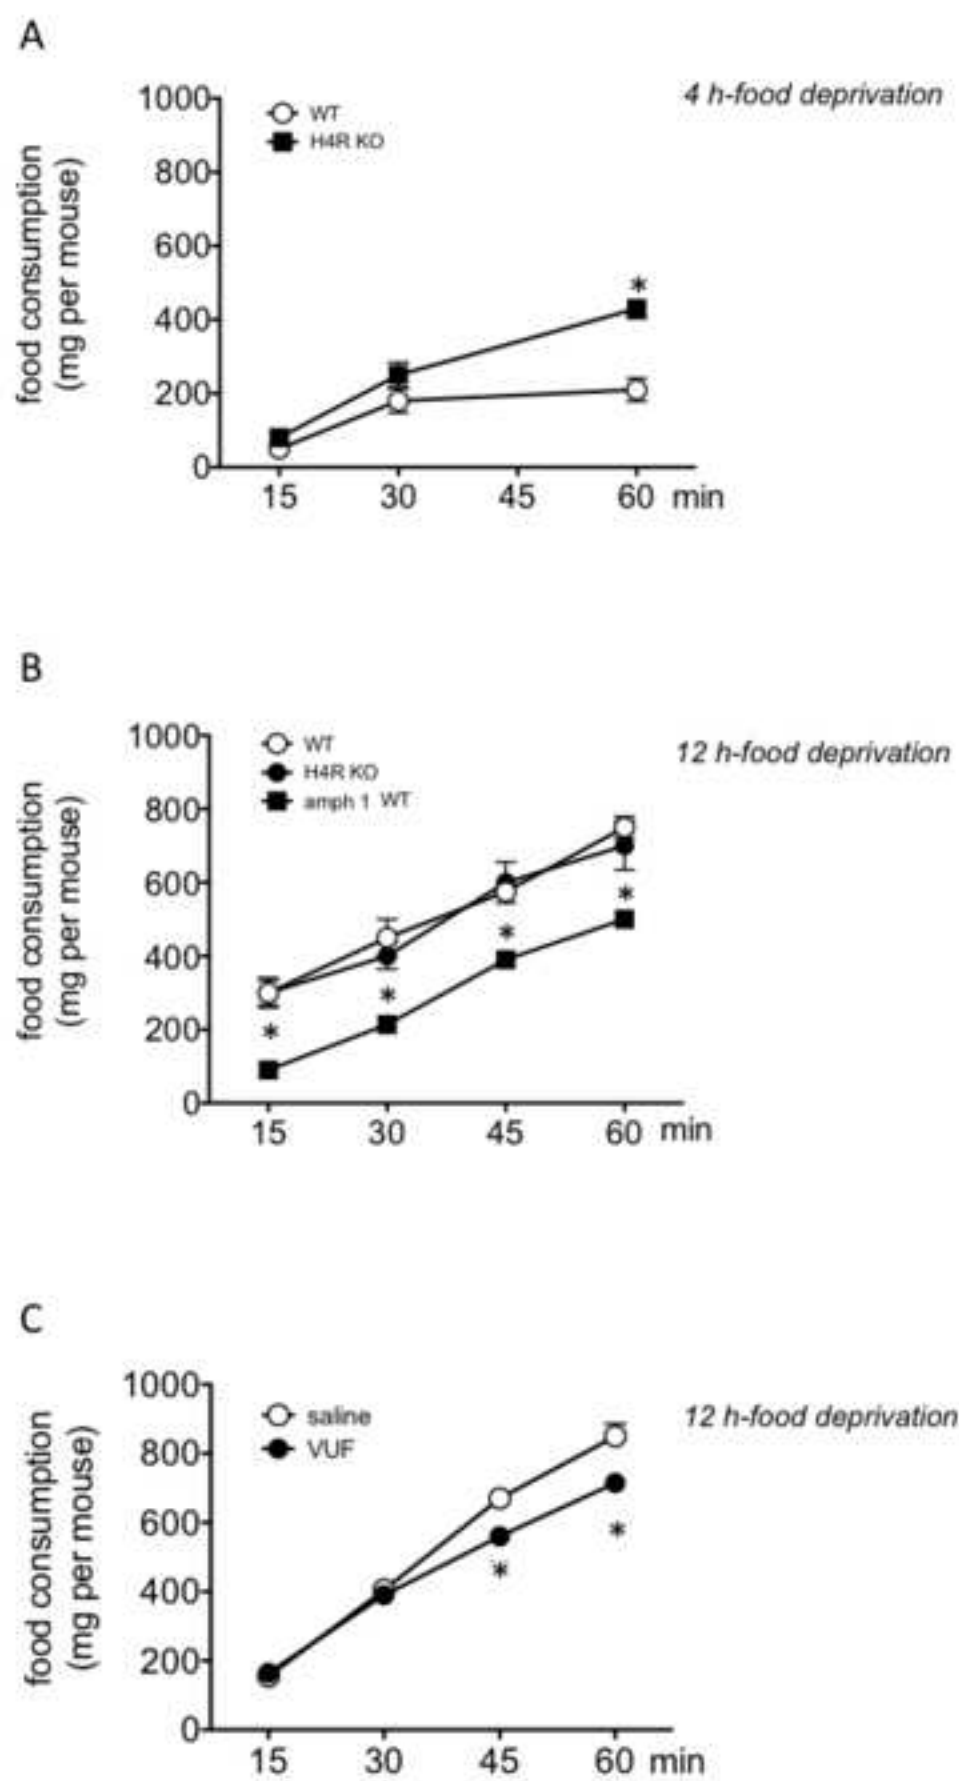 A
4 h-food deprivation
WT
H4R KO
food consumption
(mg per mouse)
1000
800
600
400
200
0
15 30 45 60 min
*
B
12 h-food deprivation
WT
H4R KO
amph 1 WT
food consumption
(mg per mouse)
1000
800
600
400
200
0
15 30 45 60 min
* * * *
C
12 h-food deprivation
saline
VUF
food consumption
(mg per mouse)
1000
800
600
400
200
0
15 30 45 60 min
* *